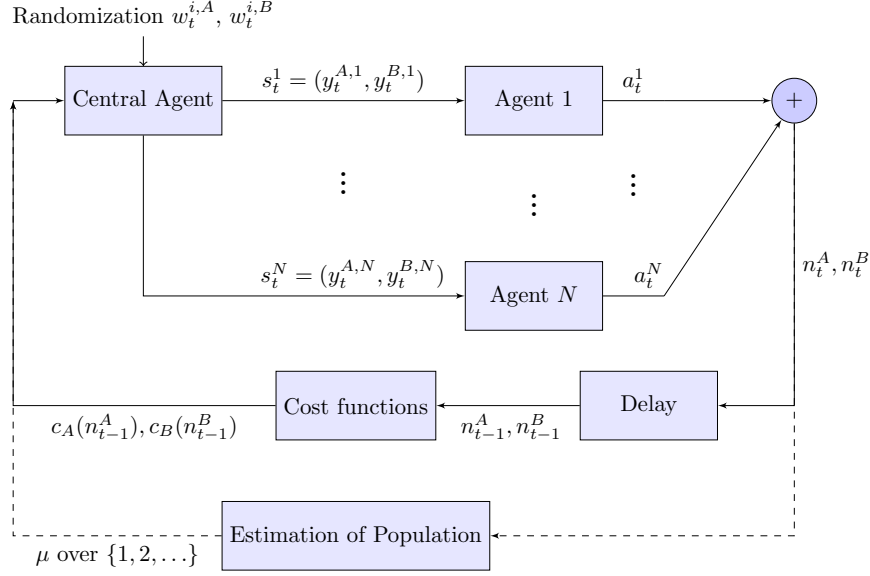 Randomization $w_t^{i,A}$, $w_t^{i,B}$
Central Agent
$s_t^1 = (y_t^{A,1}, y_t^{B,1})$
Agent 1
$a_t^1$
+
$s_t^N = (y_t^{A,N}, y_t^{B,N})$
Agent $N$
$a_t^N$
$n_t^A, n_t^B$
Cost functions
Delay
$c_A(n_{t-1}^A), c_B(n_{t-1}^B)$
$n_{t-1}^A, n_{t-1}^B$
Estimation of Population
$\mu$ over $\{1, 2, \ldots\}$